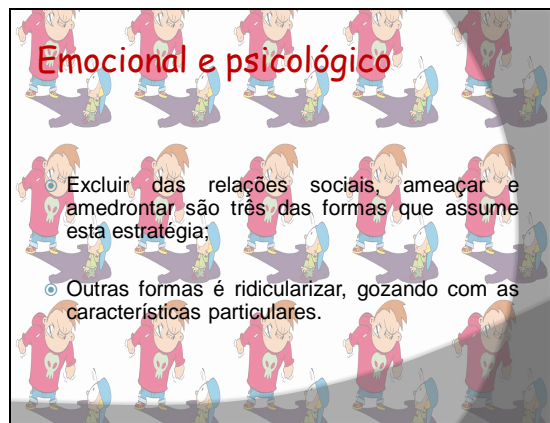 Emocional e psicológico
Excluir das relações sociais, ameaçar e
amedrontar são três das formas que assume
esta estratégia;
Outras formas é ridicularizar, gozando com as
características particulares.